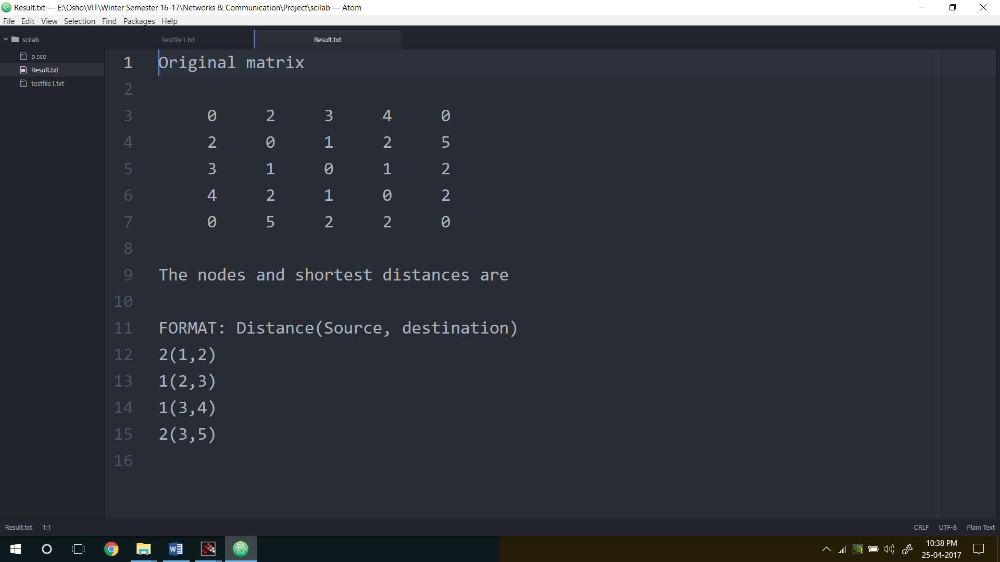 Result.txt — E:\Osho\VIT\Winter Semester 16-17\Networks & Communication\Project\scilab — Atom
File Edit View Selection Find Packages Help
scilab
p.sce
Result.txt
testfile1.txt
testfile1.txt Result.txt
1 Original matrix
2
3 0 2 3 4 0
4 2 0 1 2 5
5 3 1 0 1 2
6 4 2 1 0 2
7 0 5 2 2 0
8
9 The nodes and shortest distances are
10
11 FORMAT: Distance(Source, destination)
12 2(1,2)
13 1(2,3)
14 1(3,4)
15 2(3,5)
16
Result.txt 1:1 CRLF UTF-8 Plain Text
10:38 PM
25-04-2017